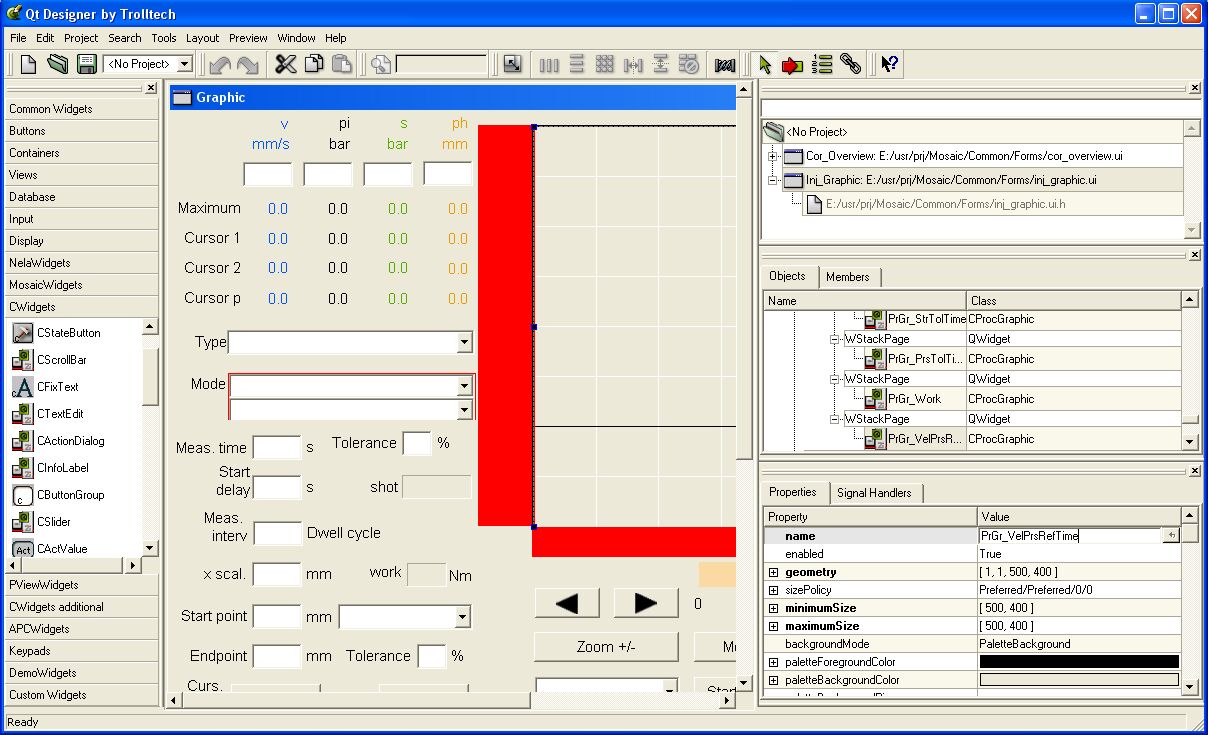 Qt Designer by Trolltech
File Edit Project Search Tools Layout Preview Window Help
<No Project>
Common Widgets
Buttons
Containers
Views
Database
Input
Display
NelaWidgets
MosaicWidgets
CWidgets
CStateButton
CScrollBar
CFixText
CTextEdit
CActionDialog
CInfoLabel
CButtonGroup
CSlider
Act CActValue
PViewWidgets
CWidgets additional
APCWidgets
Keypads
DemoWidgets
Custom Widgets
Graphic
v pi s ph
mm/s bar bar mm
Maximum 0.0 0.0 0.0 0.0
Cursor 1 0.0 0.0 0.0 0.0
Cursor 2 0.0 0.0 0.0 0.0
Cursor p 0.0 0.0 0.0 0.0
Type
Mode
Meas. time s Tolerance %
Start
delay s shot
Meas.
interv Dwell cycle
x scal. mm work Nm
Start point mm
Endpoint mm Tolerance %
Curs.
0
Zoom +/-
<No Project>
Cor_Overview: E:/usr/prj/Mosaic/Common/Forms/cor_overview.ui
Inj_Graphic: E:/usr/prj/Mosaic/Common/Forms/inj_graphic.ui
E:/usr/prj/Mosaic/Common/Forms/inj_graphic.ui.h
Objects Members
Name Class
PrGr_StrTolTime CProcGraphic
WStackPage QWidget
PrGr_PrsTolTi... CProcGraphic
WStackPage QWidget
PrGr_Work CProcGraphic
WStackPage QWidget
PrGr_VelPrsR... CProcGraphic
Properties Signal Handlers
Property Value
name PrGr_VelPrsRefTime
enabled True
geometry [ 1, 1, 500, 400 ]
sizePolicy Preferred/Preferred/0/0
minimumSize [ 500, 400 ]
maximumSize [ 500, 400 ]
backgroundMode PaletteBackground
paletteForegroundColor
paletteBackgroundColor
Ready